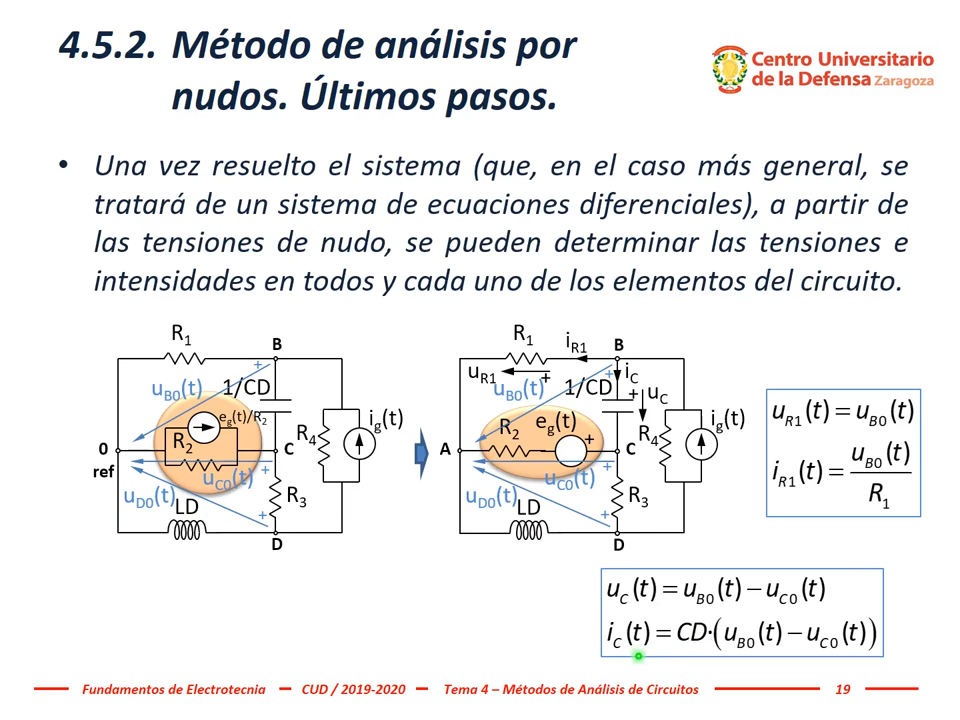 4.5.2. Método de análisis por
nudos. Últimos pasos.
Centro Universitario
de la Defensa Zaragoza
• Una vez resuelto el sistema (que, en el caso más general, se
tratará de un sistema de ecuaciones diferenciales), a partir de
las tensiones de nudo, se pueden determinar las tensiones e
intensidades en todos y cada uno de los elementos del circuito.
R1
B
+
uB0(t)
1/CD
eg(t)/R2
R2
R4
ig(t)
0
ref
C
+
uC0(t)
uD0(t)
R3
LD
+
D
R1
iR1
B
uR1
+
+
iC
uB0(t)
1/CD
+
uC
R2
eg(t)
+
R4
ig(t)
A
C
+
uC0(t)
uD0(t)
R3
LD
+
D
uR1(t) = uB0(t)
iR1(t) = uB0(t) / R1
uC(t) = uB0(t) − uC0(t)
iC(t) = CD·(uB0(t) − uC0(t))
Fundamentos de Electrotecnia — CUD / 2019-2020 — Tema 4 – Métodos de Análisis de Circuitos — 19